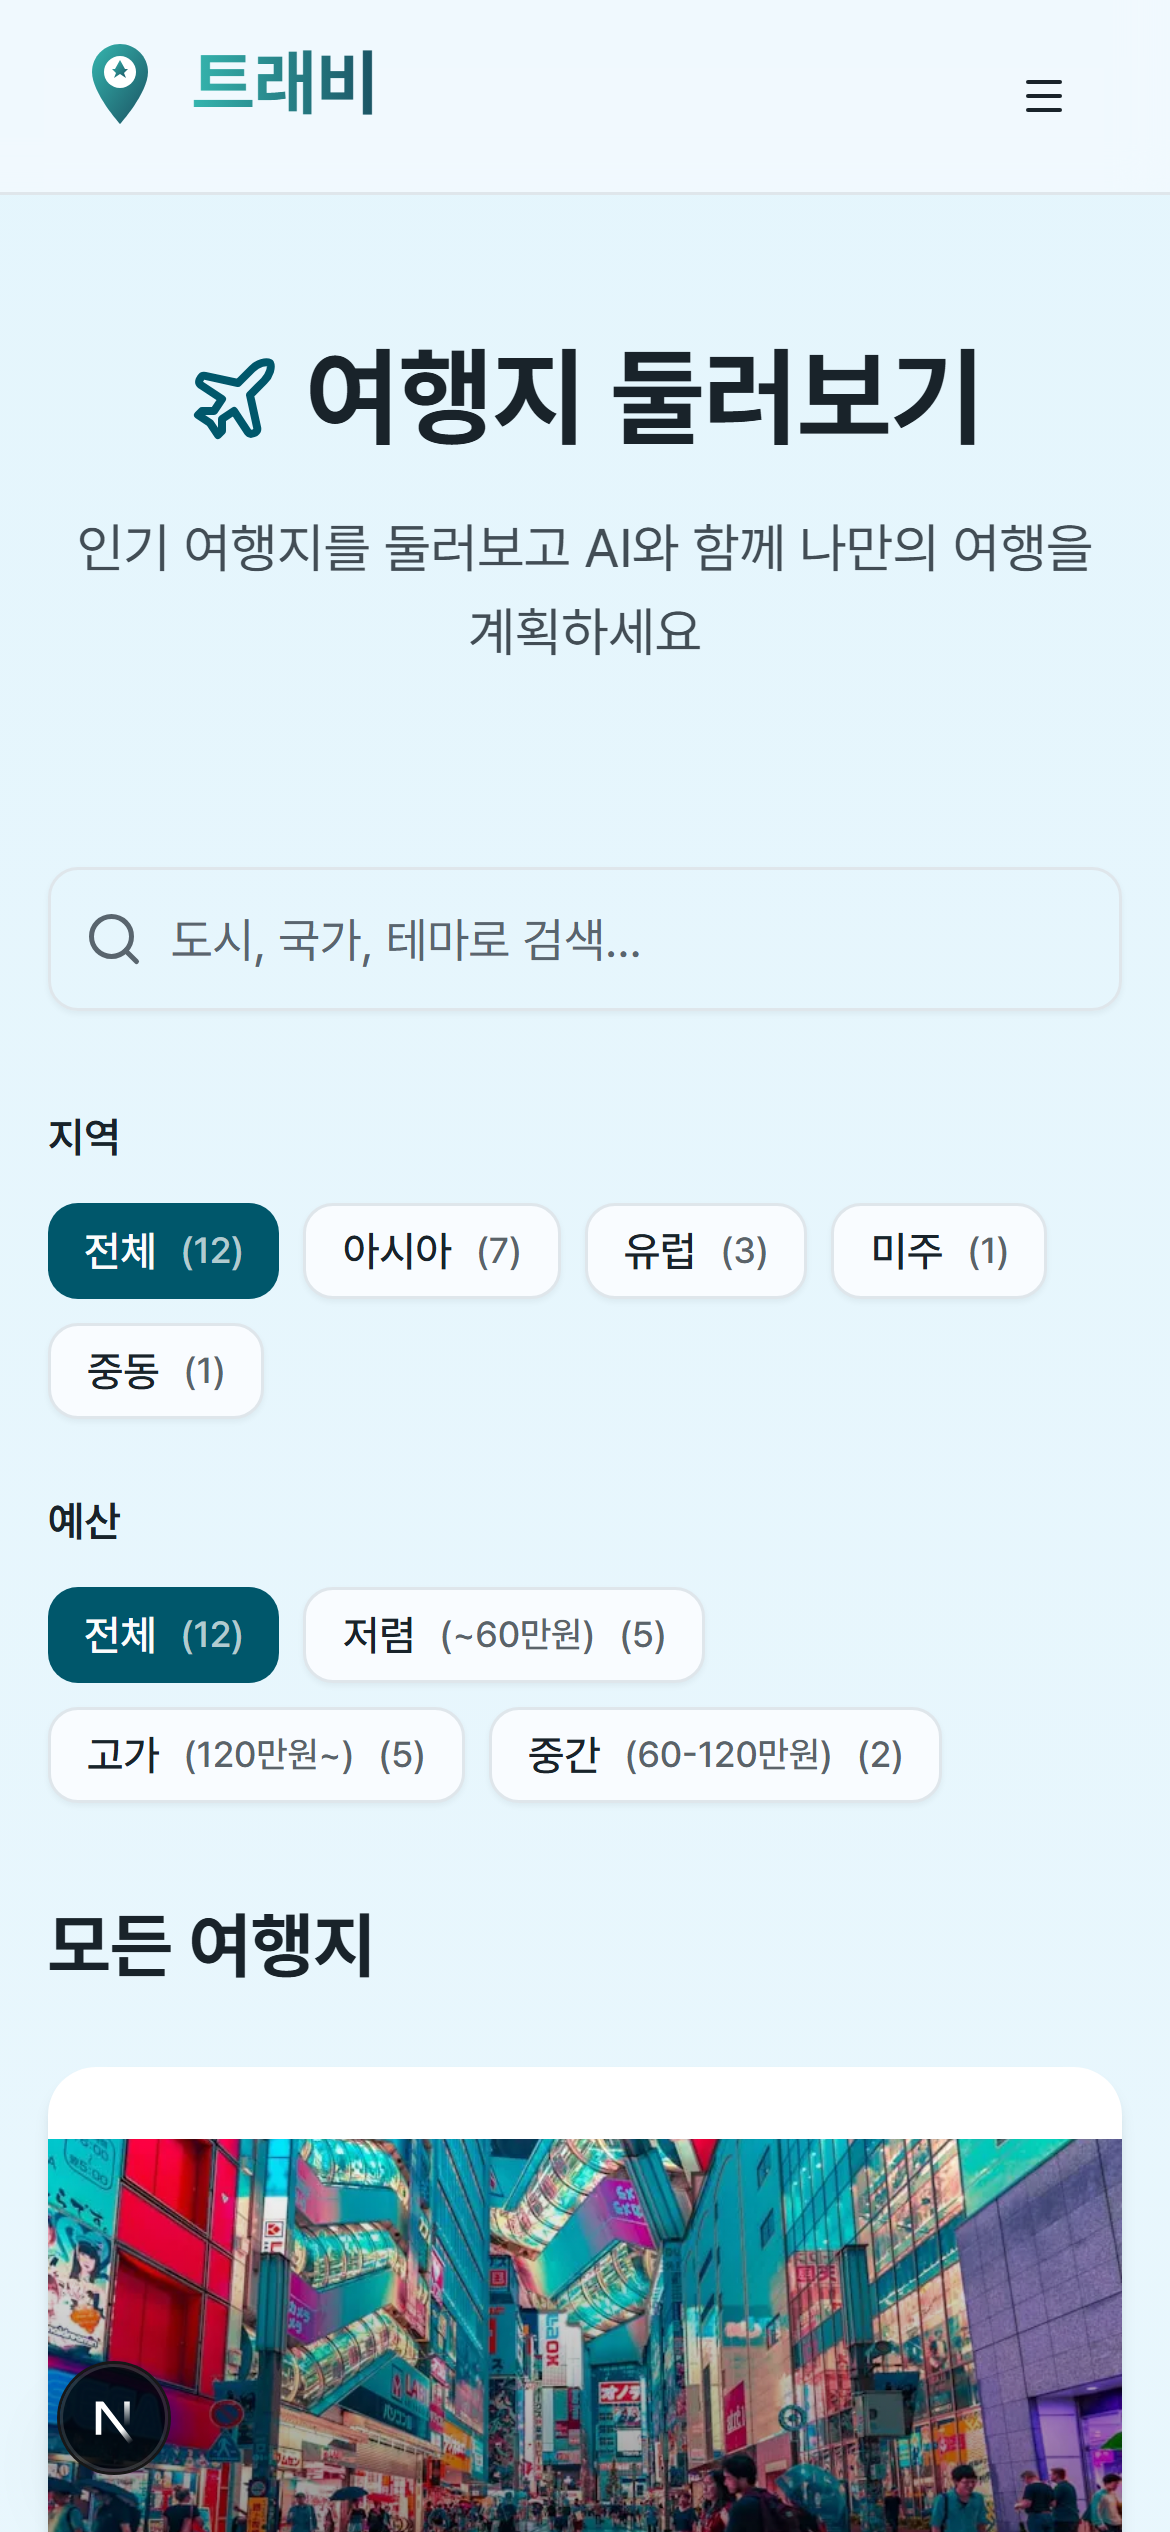 트래비
여행지 둘러보기
인기 여행지를 둘러보고 AI와 함께 나만의 여행을
계획하세요
도시, 국가, 테마로 검색...
지역
전체 (12) 아시아 (7) 유럽 (3) 미주 (1)
중동 (1)
예산
전체 (12) 저렴 (~60만원) (5)
고가 (120만원~) (5) 중간 (60-120만원) (2)
모든 여행지
N